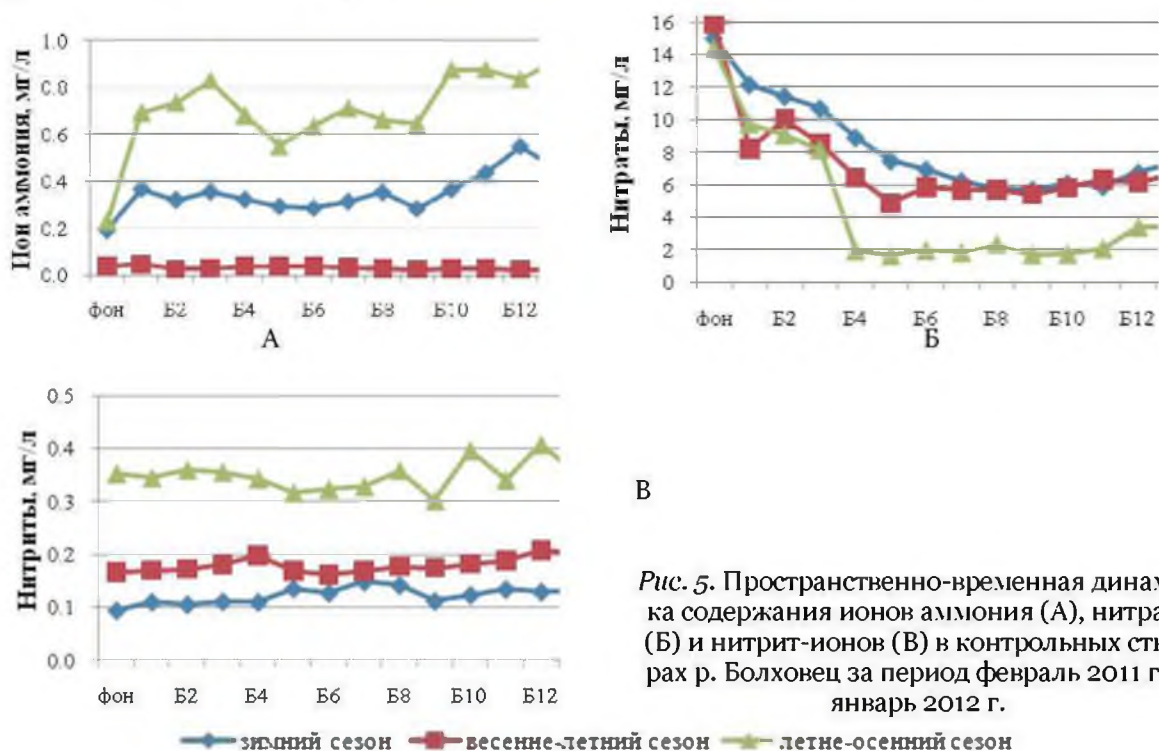 Ион аммония, мг/л
1.0
0.8
0.6
0.4
0.2
0.0
фон Б2 Б4 Б6 Б8 Б10 Б12
А
Нитраты, мг/л
16
14
12
10
8
6
4
2
0
фон Б2 Б4 Б6 Б8 Б10 Б12
Б
Нитриты, мг/л
0.5
0.4
0.3
0.2
0.1
0.0
фон Б2 Б4 Б6 Б8 Б10 Б12
В
Рис. 5. Пространственно-временная динам
ка содержания ионов аммония (А), нитра
(Б) и нитрит-ионов (В) в контрольных ств
рах р. Болховец за период февраль 2011 г
январь 2012 г.
зимний сезон весенне-летний сезон летне-осенний сезон